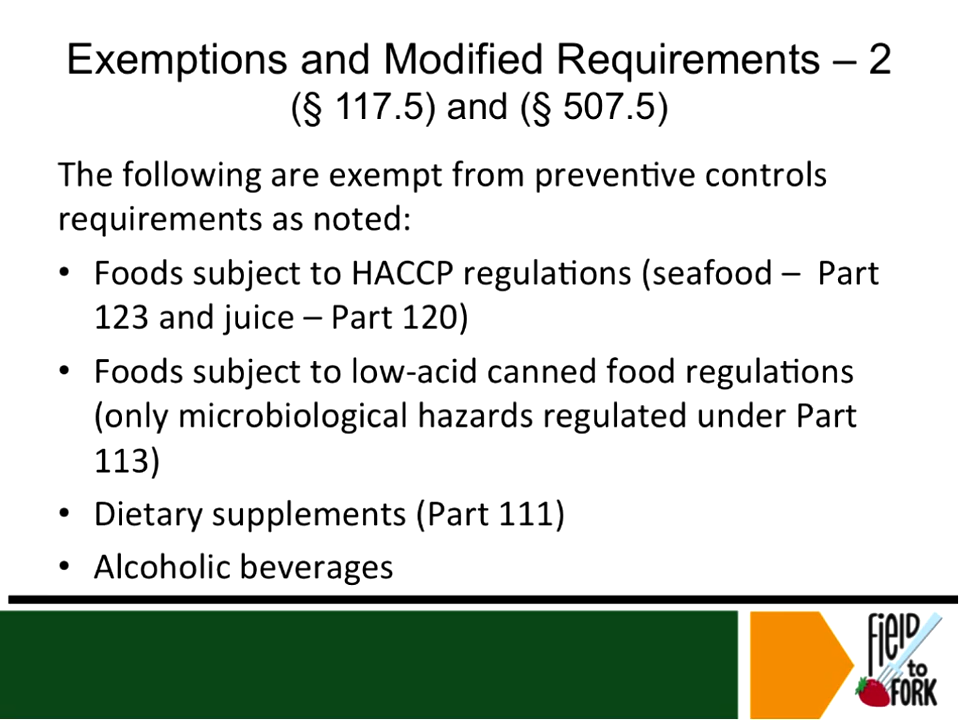 Exemptions and Modified Requirements – 2
(§ 117.5) and (§ 507.5)
The following are exempt from preventive controls
requirements as noted:
• Foods subject to HACCP regulations (seafood – Part
123 and juice – Part 120)
• Foods subject to low-acid canned food regulations
(only microbiological hazards regulated under Part
113)
• Dietary supplements (Part 111)
• Alcoholic beverages
FIELD
to
FORK